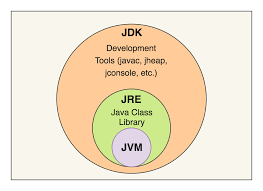 JDK
Development
Tools (javac, jheap,
jconsole, etc.)
JRE
Java Class
Library
JVM